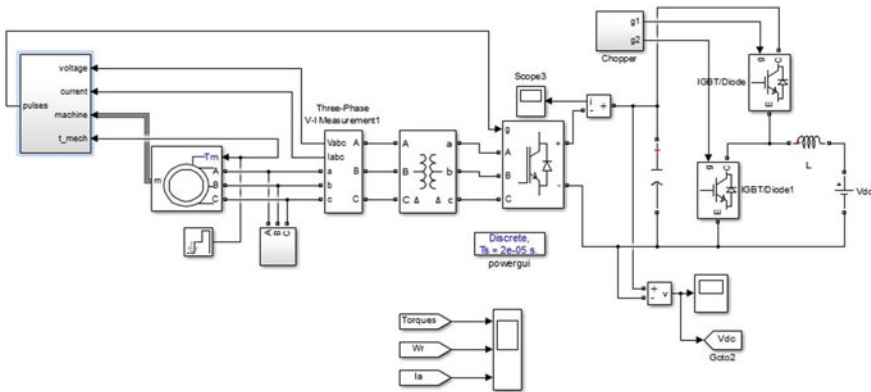 voltage
current
machine
t_mech
pulses
Three-Phase
V-I Measurement1
Vabc
Iabc
A
a
B
b
C
c
Tm
m
A
B
C
A
B
C
A
B
C
Δ
a
b
c
Δ
g
A
B
C
+
-
Scope3
i
+
-
Discrete,
Ts = 2e-05 s.
powergui
Chopper
g1
g2
g
C
E
IGBT/Diode
g
C
E
IGBT/Diode1
L
+
Vdc
+
-
v
Vdc
Goto2
Torques
Wr
Ia